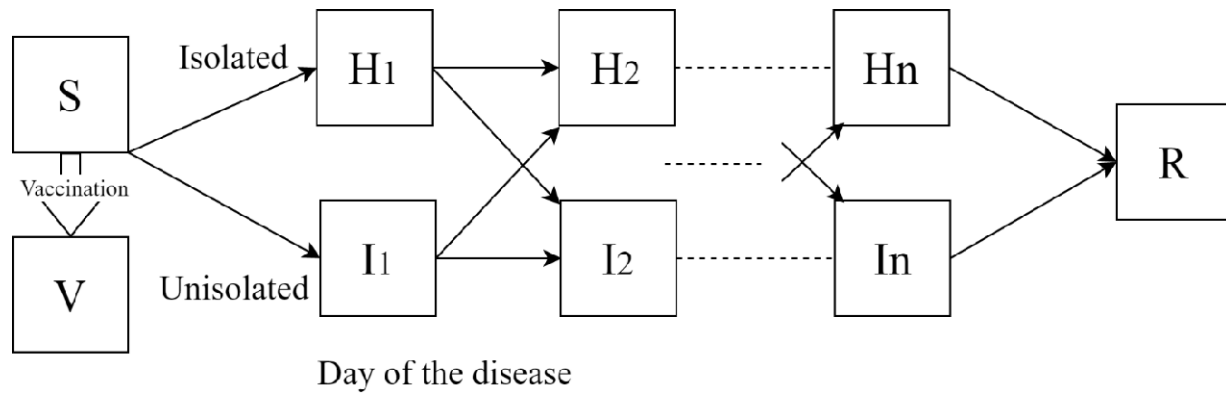 S
Isolated
H1
H2
Hn
Vaccination
R
V
Unisolated
I1
I2
In
Day of the disease